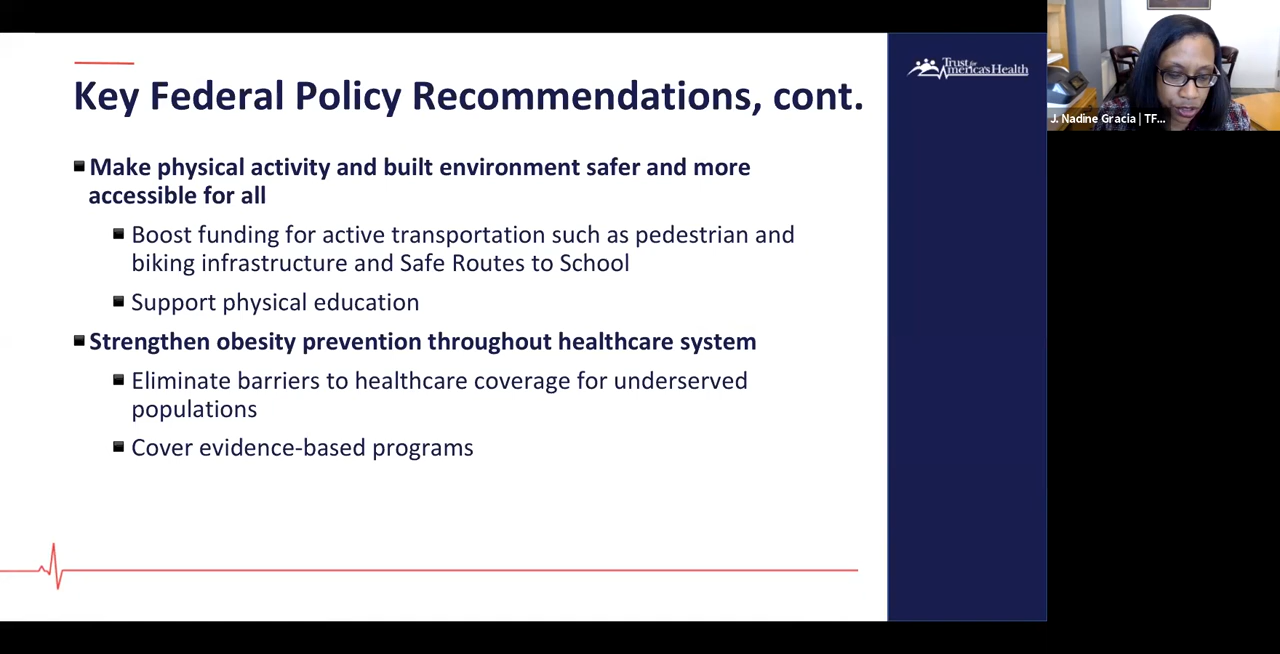 Key Federal Policy Recommendations, cont.
Make physical activity and built environment safer and more
accessible for all
Boost funding for active transportation such as pedestrian and
biking infrastructure and Safe Routes to School
Support physical education
Strengthen obesity prevention throughout healthcare system
Eliminate barriers to healthcare coverage for underserved
populations
Cover evidence-based programs
Trust for
America's Health
J. Nadine Gracia | TF...